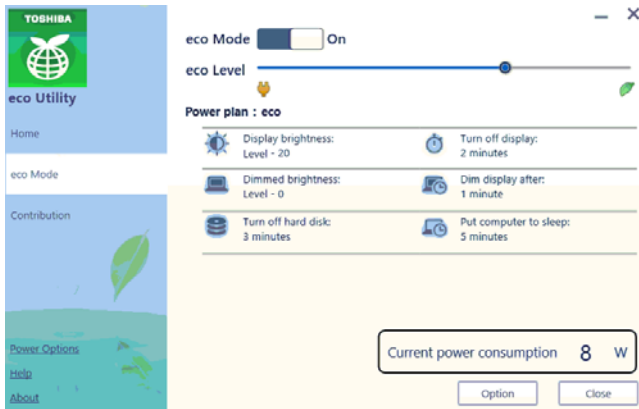 TOSHIBA
eco Utility
Home
eco Mode
Contribution
Power Options
Help
About
eco Mode On
eco Level
Power plan : eco
Display brightness:
Level - 20
Turn off display:
2 minutes
Dimmed brightness:
Level - 0
Dim display after:
1 minute
Turn off hard disk:
3 minutes
Put computer to sleep:
5 minutes
Current power consumption 8 W
Option Close